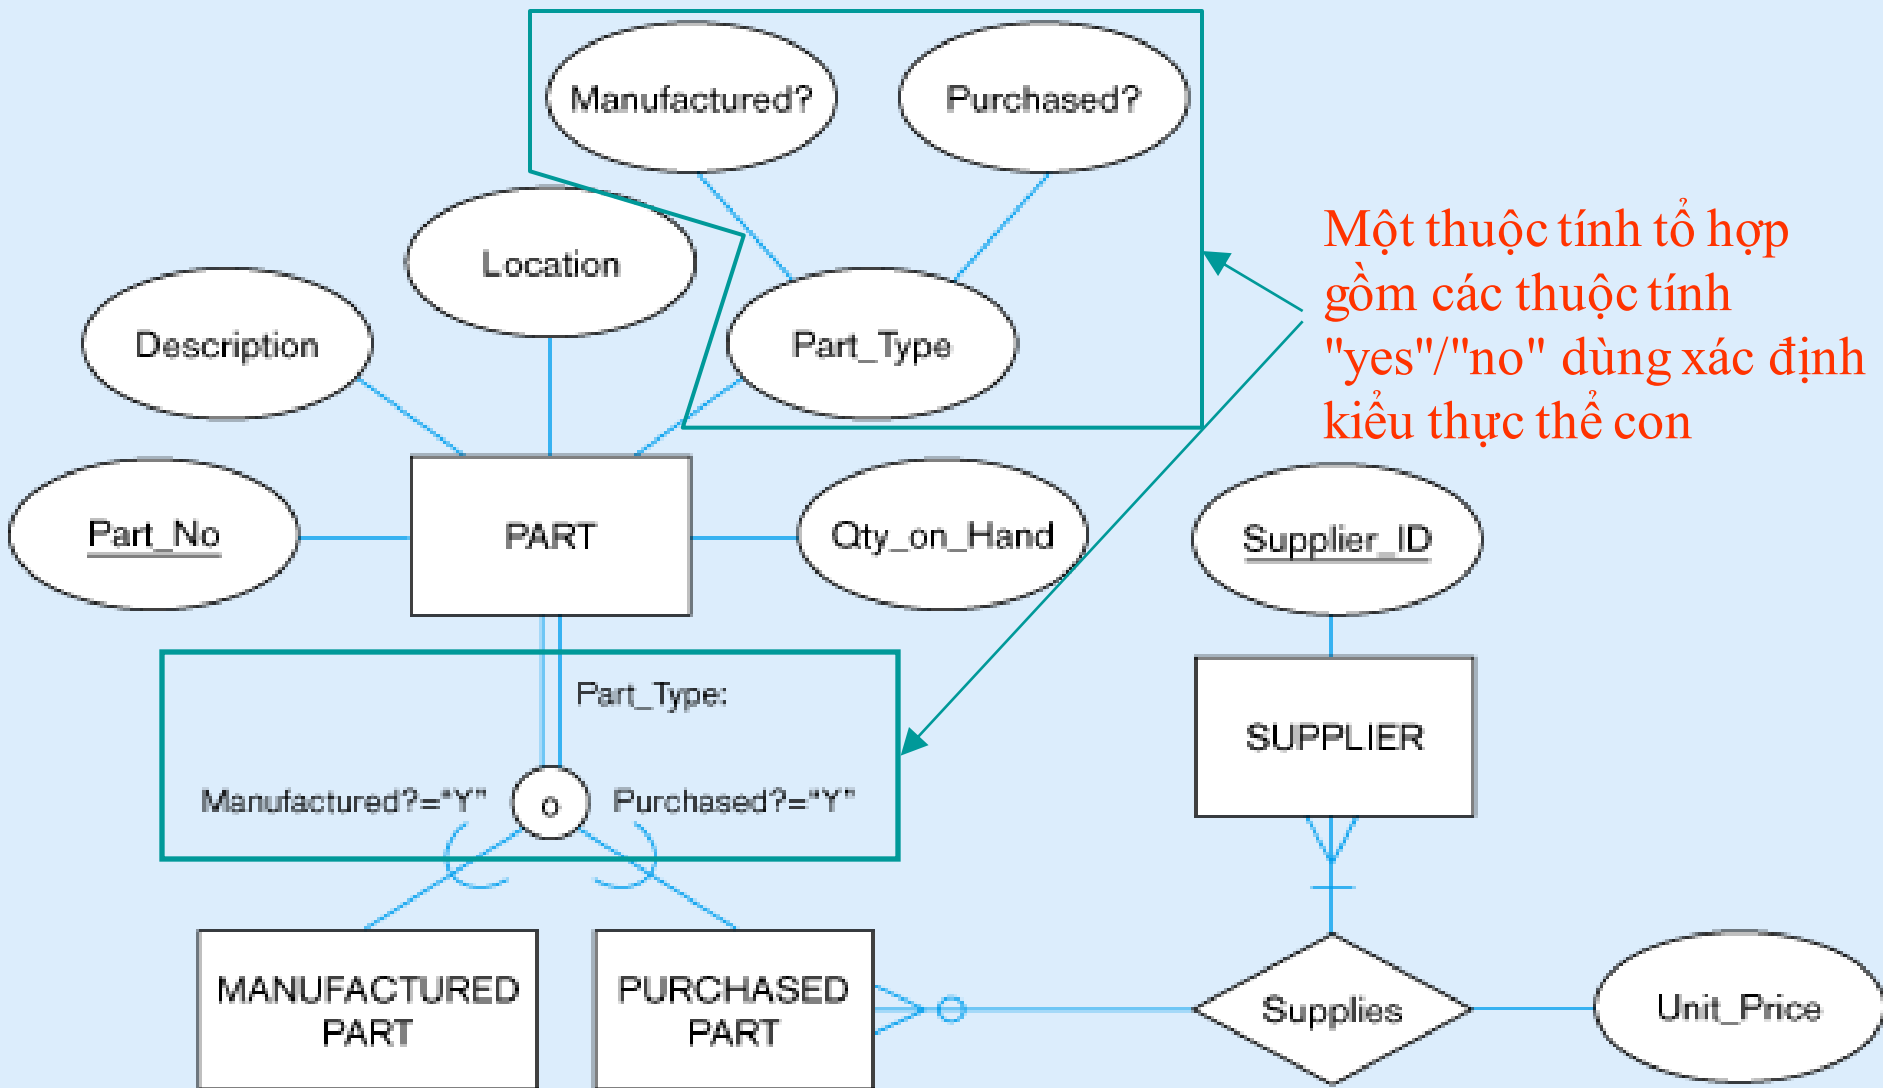 Manufactured?
Purchased?
Location
Description
Part_Type
Một thuộc tính tổ hợp
gồm các thuộc tính
"yes"/"no" dùng xác định
kiểu thực thể con
Part_No
PART
Qty_on_Hand
Supplier_ID
Part_Type:
SUPPLIER
Manufactured?="Y"
o
Purchased?="Y"
MANUFACTURED
PART
PURCHASED
PART
Supplies
Unit_Price